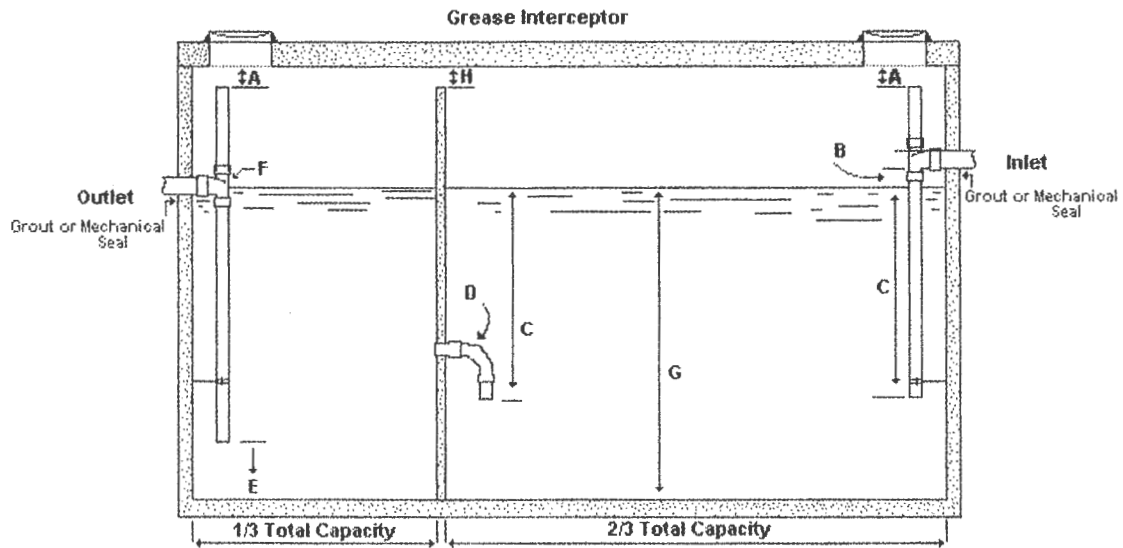 Grease Interceptor
A
H
A
F
B
Inlet
Outlet
Grout or Mechanical
Seal
Grout or Mechanical
Seal
D
C
C
G
E
1/3 Total Capacity
2/3 Total Capacity